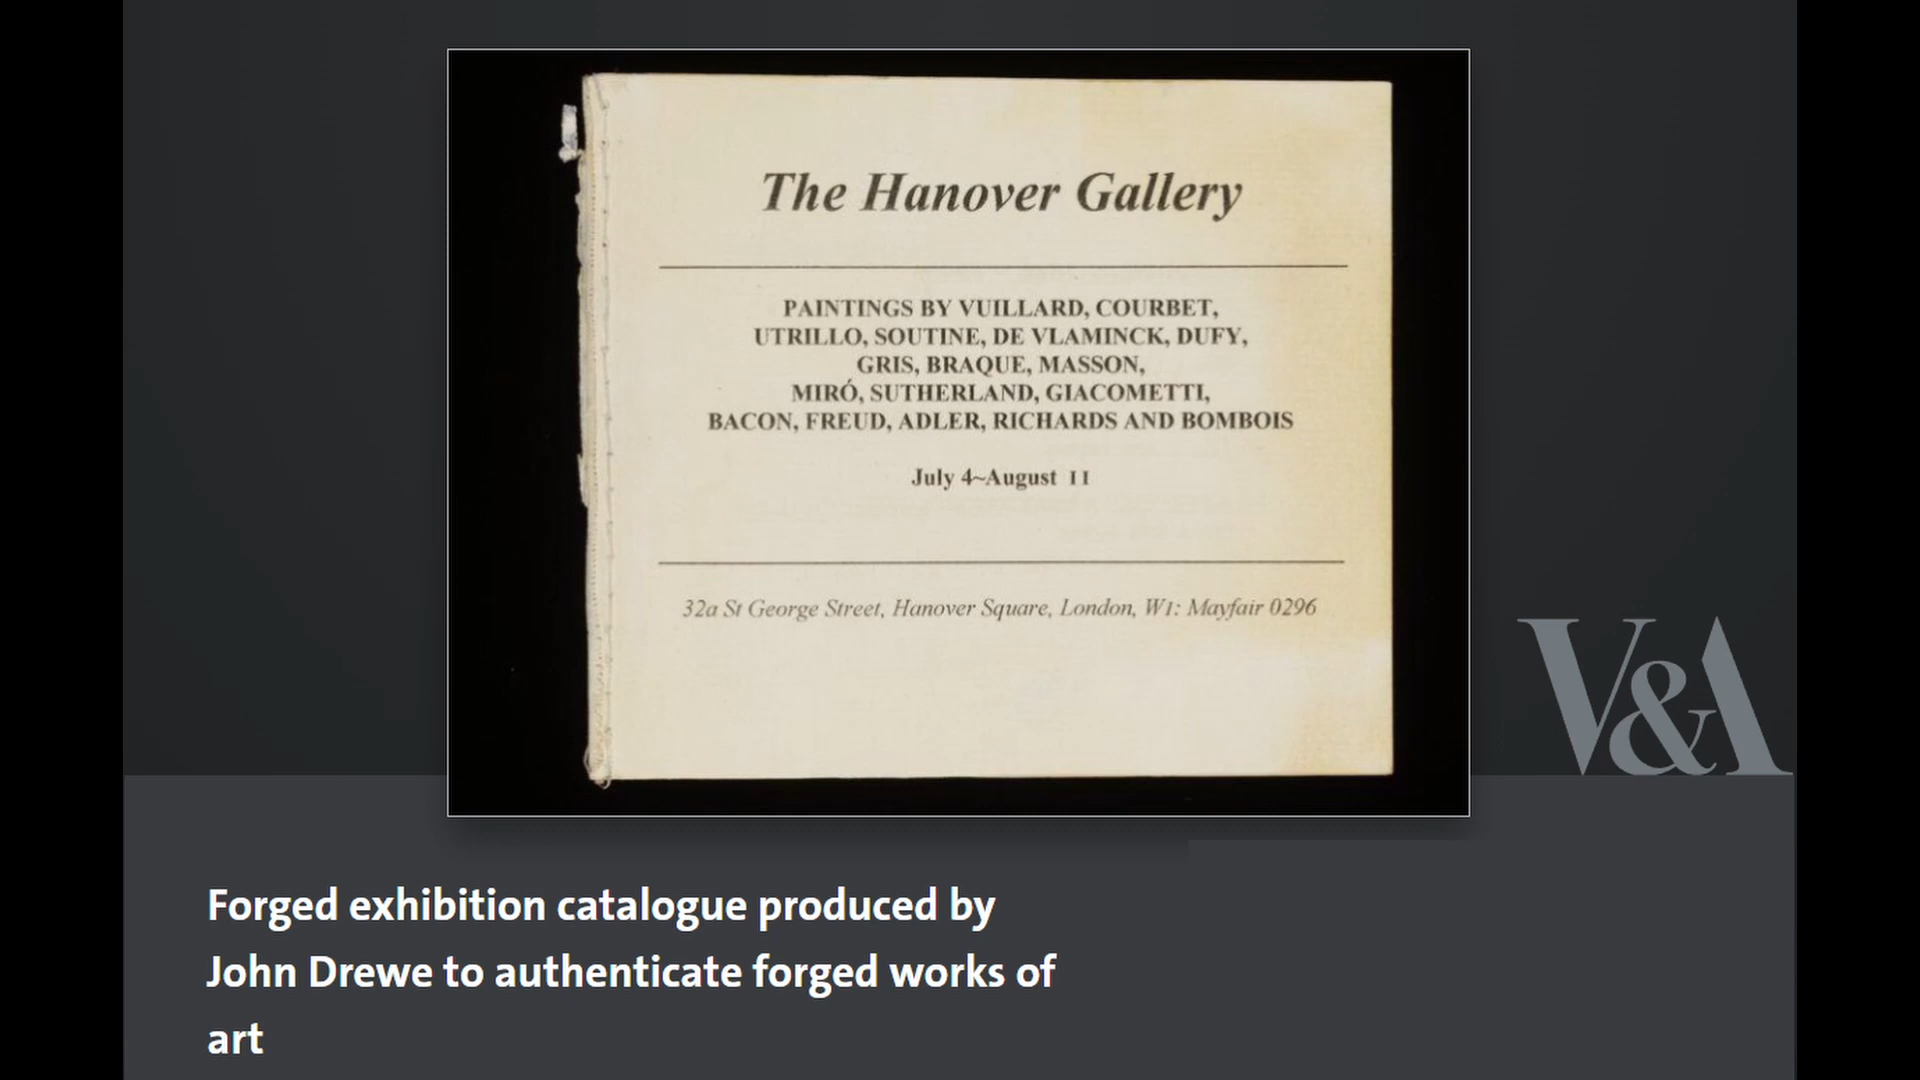 The Hanover Gallery
PAINTINGS BY VUILLARD, COURBET,
UTRILLO, SOUTINE, DE VLAMINCK, DUFY,
GRIS, BRAQUE, MASSON,
MIRÓ, SUTHERLAND, GIACOMETTI,
BACON, FREUD, ADLER, RICHARDS AND BOMBOIS
July 4~August 11
32a St George Street, Hanover Square, London, W1: Mayfair 0296
V&A
Forged exhibition catalogue produced by
John Drewe to authenticate forged works of
art